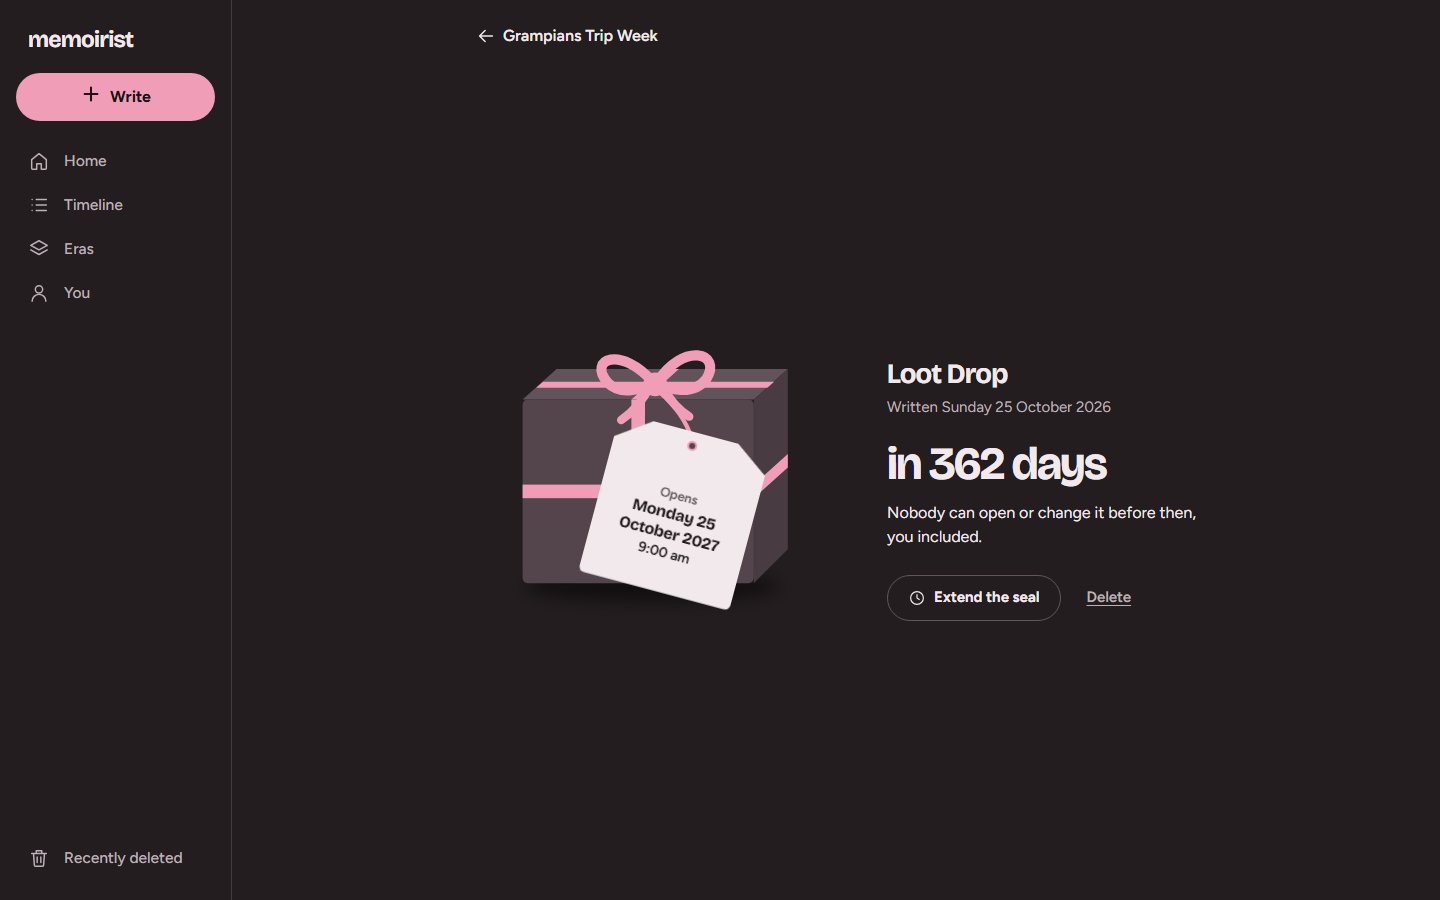 memoirist
Write
Home
Timeline
Eras
You
Recently deleted
Grampians Trip Week
Opens
Monday 25
October 2027
9:00 am
Loot Drop
Written Sunday 25 October 2026
in 362 days
Nobody can open or change it before then,
you included.
Extend the seal
Delete